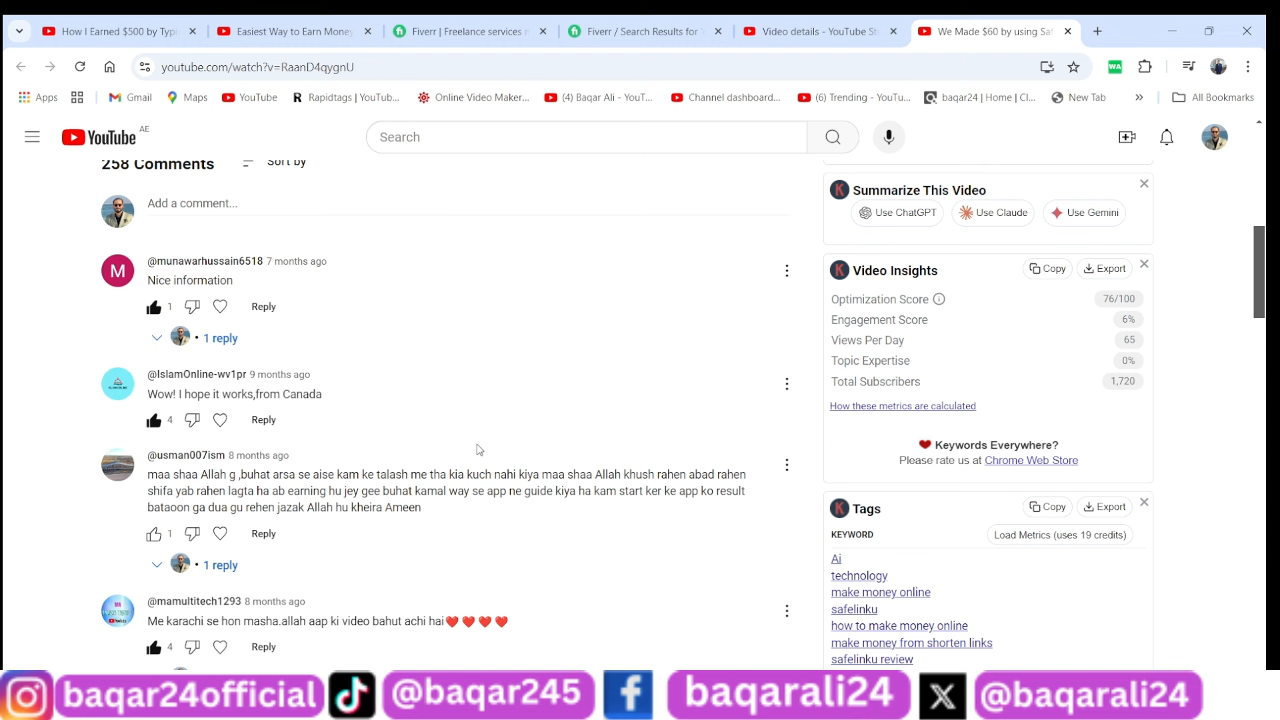 How I Earned $500 by Typi
Easiest Way to Earn Money
Fiverr | Freelance services m
Fiverr / Search Results for '
Video details - YouTube St
We Made $60 by using Saf
youtube.com/watch?v=RaanD4qygnU
WA
Apps
Gmail
Maps
YouTube
Rapidtags | YouTub...
Online Video Maker...
(4) Baqar Ali - YouT...
Channel dashboard...
(6) Trending - YouTu...
baqar24 | Home | Cl...
New Tab
»
All Bookmarks
YouTube AE
Search
258 Comments
Sort by
Add a comment...
M
@munawarhussain6518 7 months ago
Nice information
1 Reply
• 1 reply
@IslamOnline-wv1pr 9 months ago
Wow! I hope it works,from Canada
4 Reply
@usman007ism 8 months ago
maa shaa Allah g ,buhat arsa se aise kam ke talash me tha kia kuch nahi kiya maa shaa Allah khush rahen abad rahen
shifa yab rahen lagta ha ab earning hu jey gee buhat kamal way se app ne guide kiya ha kam start ker ke app ko result
bataoon ga dua gu rehen jazak Allah hu kheira Ameen
1 Reply
• 1 reply
@mamultitech1293 8 months ago
Me karachi se hon masha.allah aap ki video bahut achi hai❤️❤️❤️❤️
4 Reply
K Summarize This Video
Use ChatGPT
Use Claude
Use Gemini
K Video Insights
Copy
Export
Optimization Score 76/100
Engagement Score 6%
Views Per Day 65
Topic Expertise 0%
Total Subscribers 1,720
How these metrics are calculated
❤ Keywords Everywhere?
Please rate us at Chrome Web Store
K Tags
Copy
Export
KEYWORD
Load Metrics (uses 19 credits)
Ai
technology
make money online
safelinku
how to make money online
make money from shorten links
safelinku review
baqar24official
@baqar245
baqarali24
@baqarali24